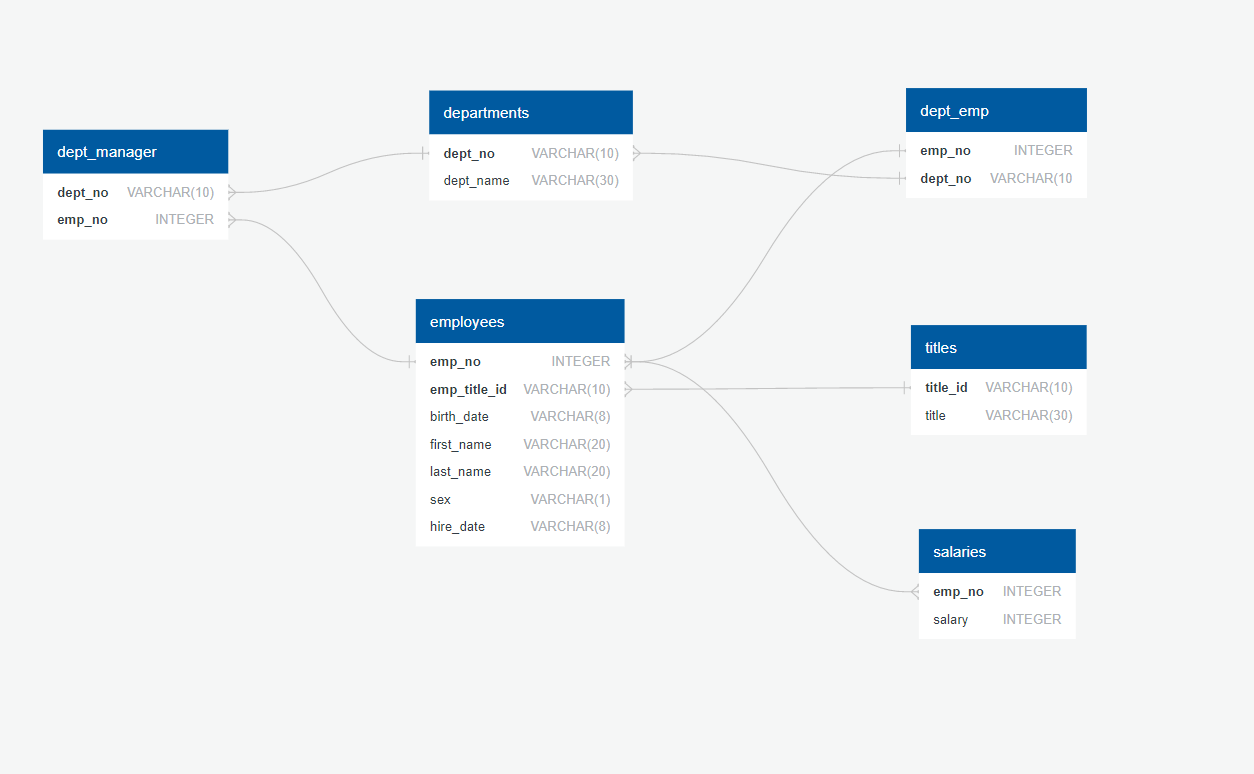 dept_manager
dept_no VARCHAR(10)
emp_no INTEGER
departments
dept_no VARCHAR(10)
dept_name VARCHAR(30)
dept_emp
emp_no INTEGER
dept_no VARCHAR(10
employees
emp_no INTEGER
emp_title_id VARCHAR(10)
birth_date VARCHAR(8)
first_name VARCHAR(20)
last_name VARCHAR(20)
sex VARCHAR(1)
hire_date VARCHAR(8)
titles
title_id VARCHAR(10)
title VARCHAR(30)
salaries
emp_no INTEGER
salary INTEGER